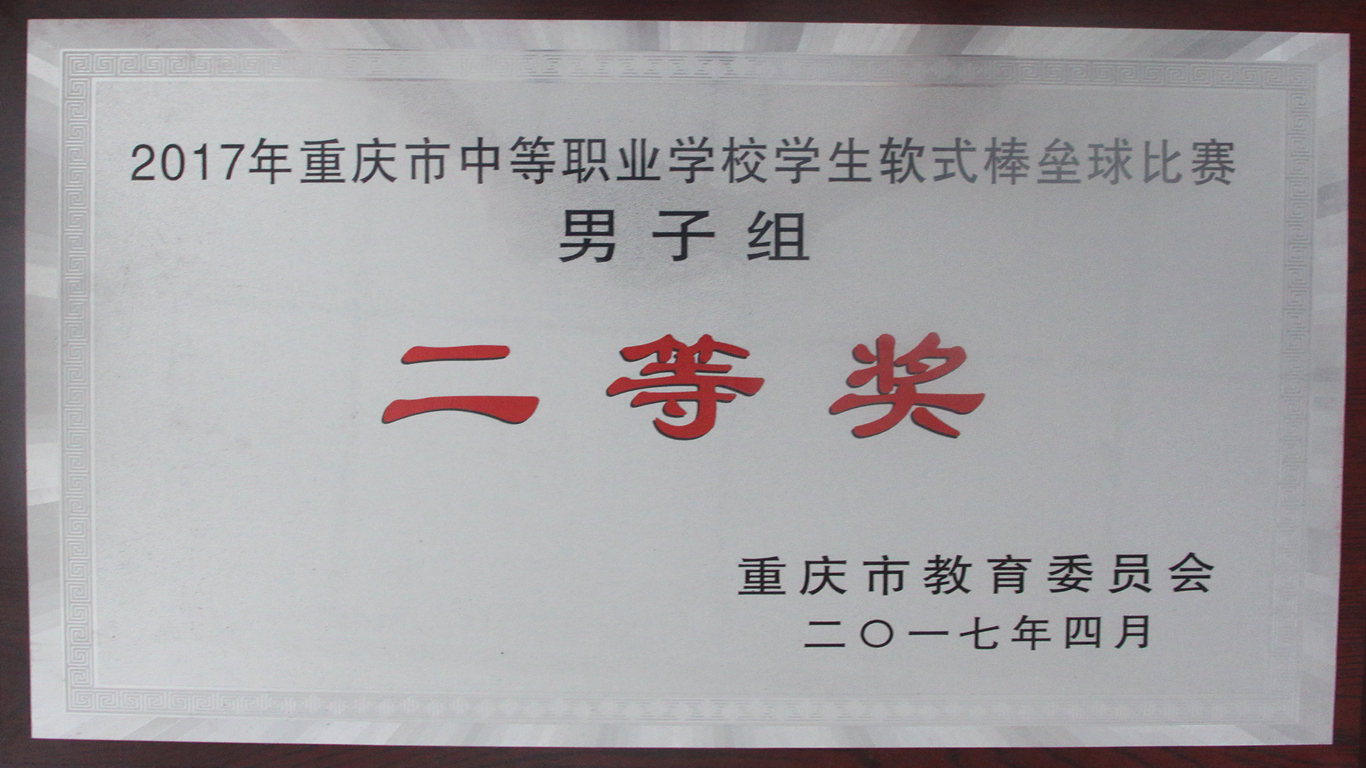 2017年重庆市中等职业学校学生软式棒垒球比赛
男子组
二等奖
重庆市教育委员会
二〇一七年四月